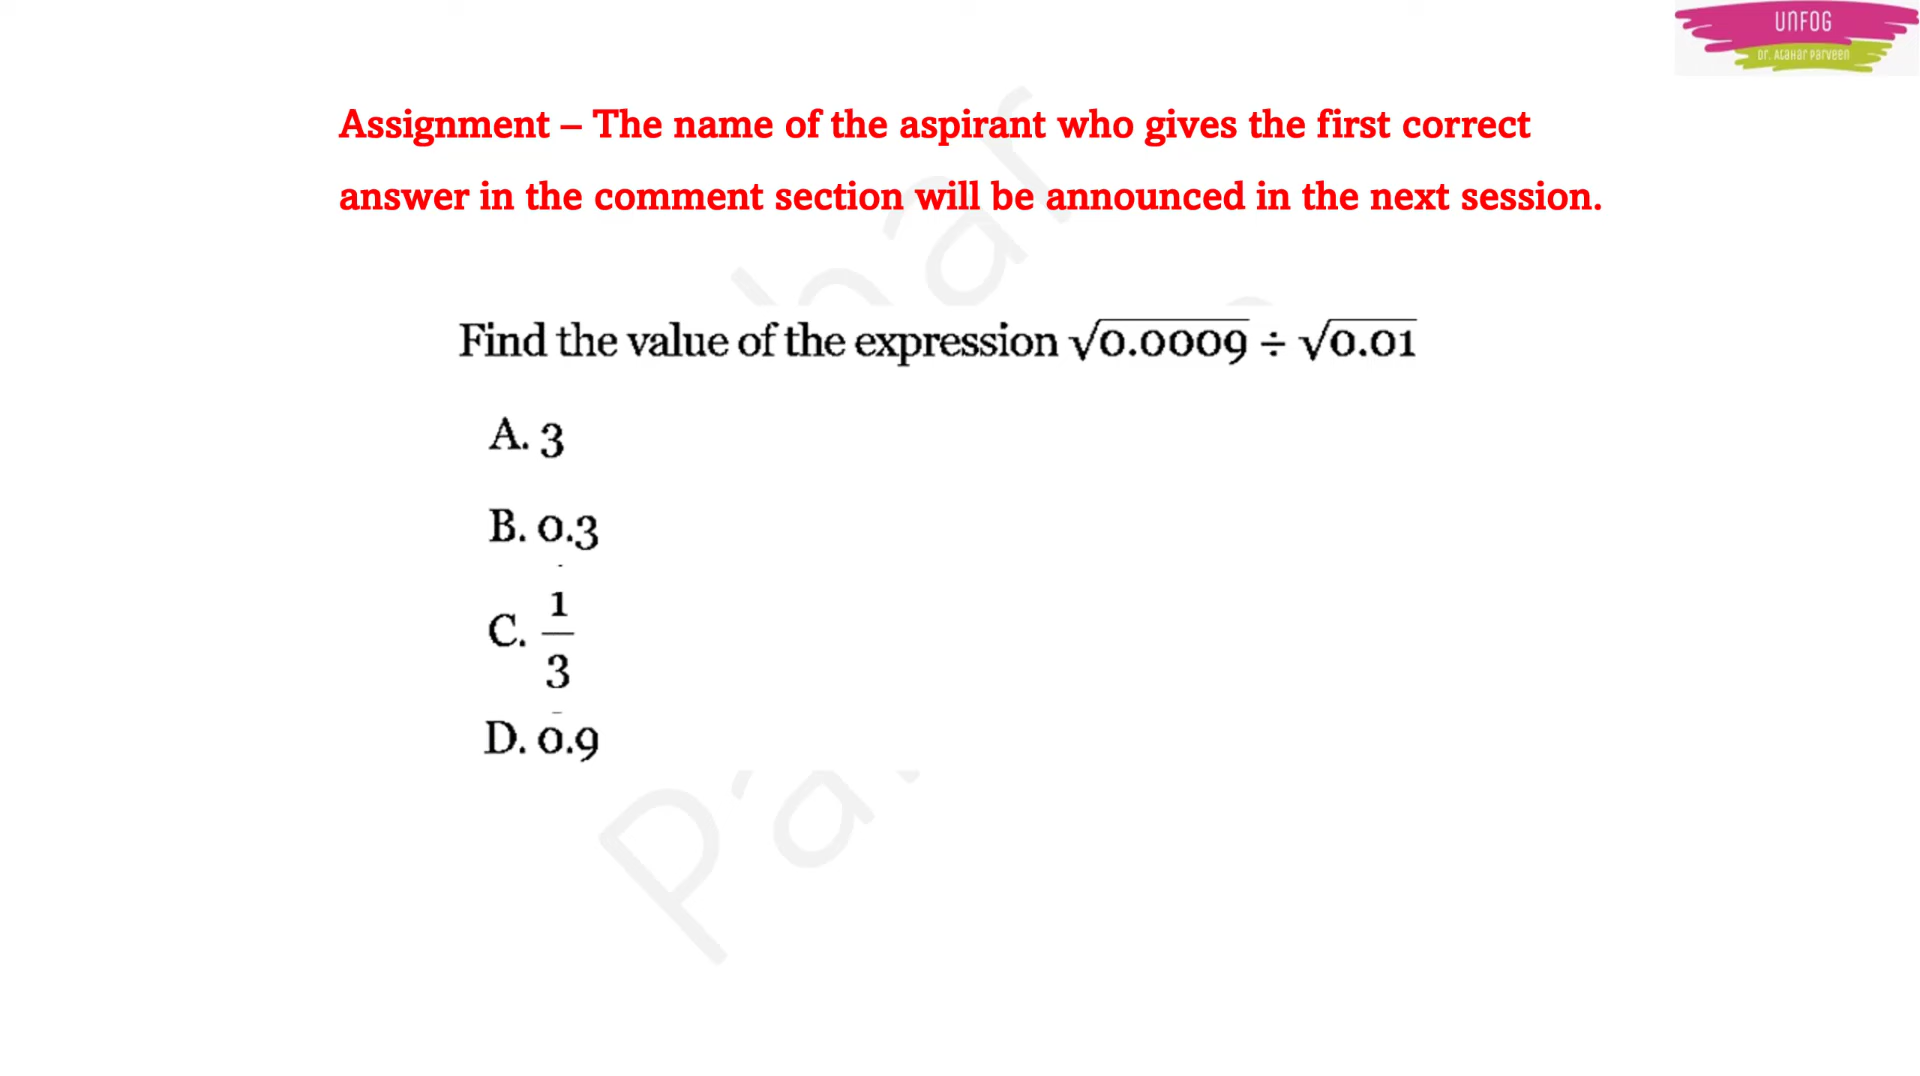 UNFOG
Dr. Atahar Parveen
Assignment – The name of the aspirant who gives the first correct
answer in the comment section will be announced in the next session.
Find the value of the expression √0.0009 ÷ √0.01
A. 3
B. 0.3
C. 1/3
D. 0.9